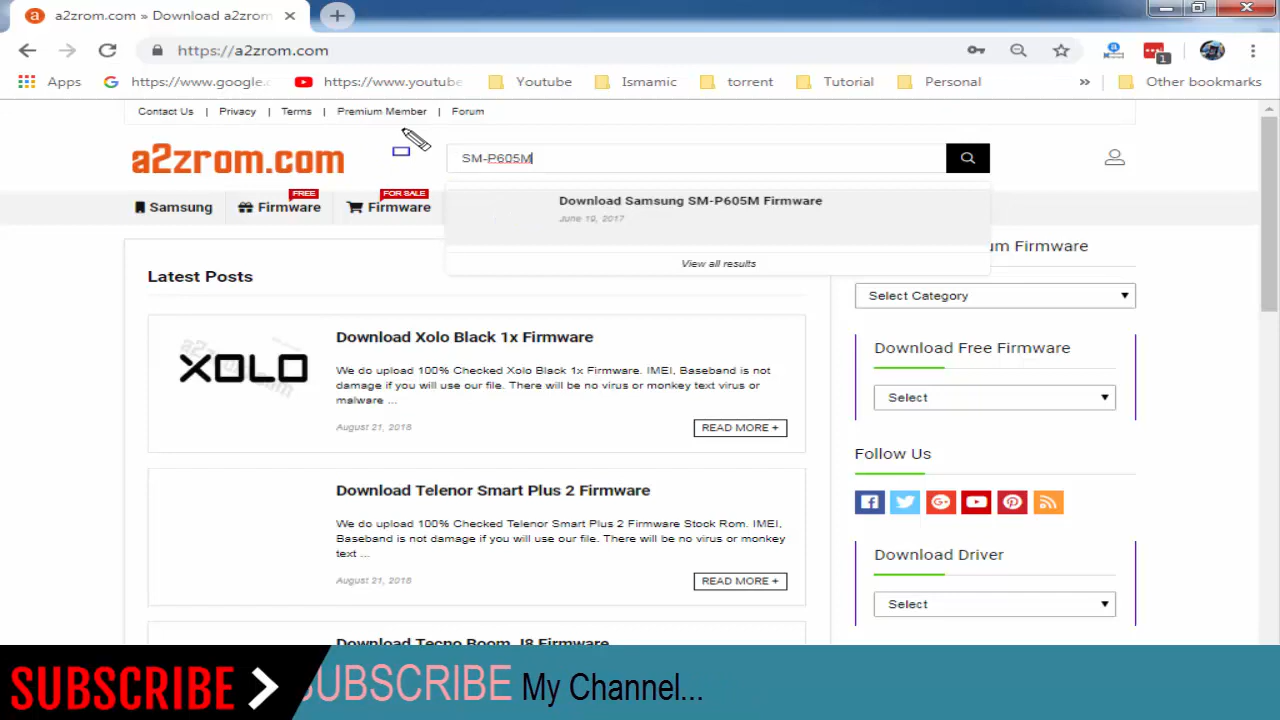 a2zrom.com » Download a2zrom
https://a2zrom.com
1
Apps
https://www.google.
https://www.youtube
Youtube
Ismamic
torrent
Tutorial
Personal
»
Other bookmarks
Contact Us | Privacy | Terms | Premium Member | Forum
a2zrom.com
SM-P605M
FREE
FOR SALE
Samsung
Firmware
Firmware
Download Samsung SM-P605M Firmware
June 19, 2017
View all results
um Firmware
Select Category
Latest Posts
XOLO
Download Xolo Black 1x Firmware
We do upload 100% Checked Xolo Black 1x Firmware. IMEI, Baseband is not
damage if you will use our file. There will be no virus or monkey text virus or
malware ...
August 21, 2018
READ MORE +
Download Free Firmware
Select
Follow Us
Download Telenor Smart Plus 2 Firmware
We do upload 100% Checked Telenor Smart Plus 2 Firmware Stock Rom. IMEI,
Baseband is not damage if you will use our file. There will be no virus or monkey
text ...
August 21, 2018
READ MORE +
Download Driver
Select
Download Tecno Boom J8 Firmware
SUBSCRIBE
SUBSCRIBE My Channel...